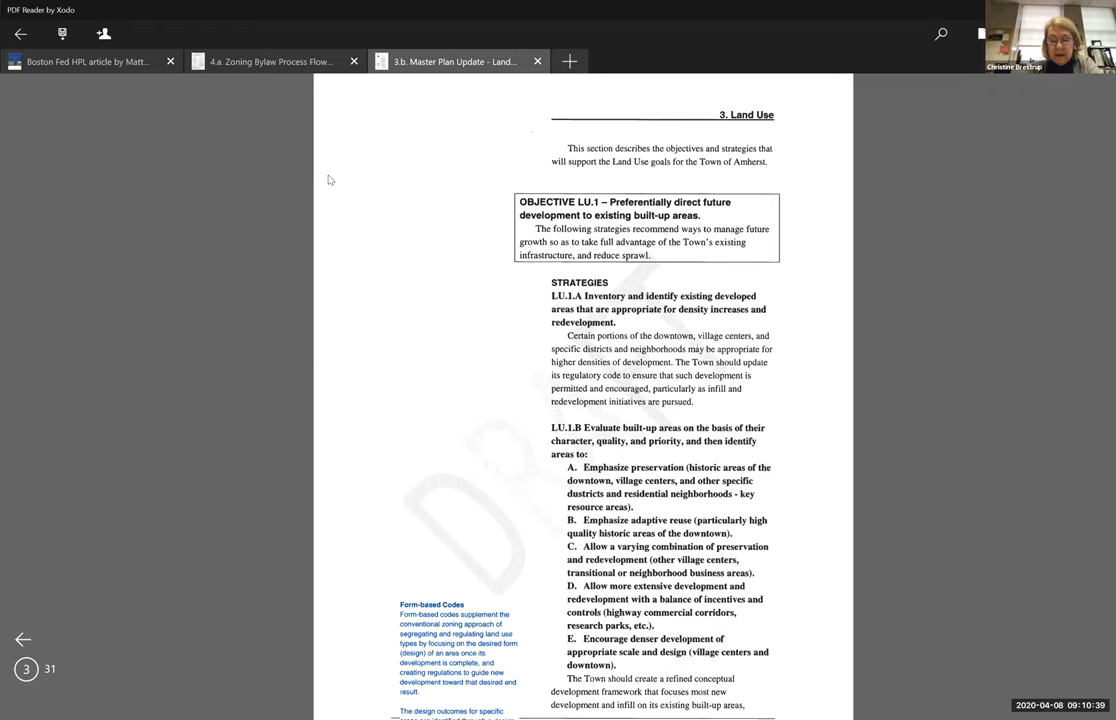 PDF Reader by Xodo
Boston Fed HPL article by Matt...
4.a. Zoning Bylaw Process Flow...
3.b. Master Plan Update - Land...
Christine Brestrup
3. Land Use
This section describes the objectives and strategies that
will support the Land Use goals for the Town of Amherst.
OBJECTIVE LU.1 – Preferentially direct future
development to existing built-up areas.
The following strategies recommend ways to manage future
growth so as to take full advantage of the Town's existing
infrastructure, and reduce sprawl.
STRATEGIES
LU.1.A Inventory and identify existing developed
areas that are appropriate for density increases and
redevelopment.
Certain portions of the downtown, village centers, and
specific districts and neighborhoods may be appropriate for
higher densities of development. The Town should update
its regulatory code to ensure that such development is
permitted and encouraged, particularly as infill and
redevelopment initiatives are pursued.
LU.1.B Evaluate built-up areas on the basis of their
character, quality, and priority, and then identify
areas to:
A. Emphasize preservation (historic areas of the
downtown, village centers, and other specific
dustricts and residential neighborhoods - key
resource areas).
B. Emphasize adaptive reuse (particularly high
quality historic areas of the downtown).
C. Allow a varying combination of preservation
and redevelopment (other village centers,
transitional or neighborhood business areas).
D. Allow more extensive development and
redevelopment with a balance of incentives and
controls (highway commercial corridors,
research parks, etc.).
E. Encourage denser development of
appropriate scale and design (village centers and
downtown).
The Town should create a refined conceptual
development framework that focuses most new
development and infill on its existing built-up areas,
Form-based Codes
Form-based codes supplement the
conventional zoning approach of
segregating and regulating land use
types by focusing on the desired form
(design) of an area once its
development is complete, and
creating regulations to guide new
development toward that desired end
result.
The design outcomes for specific
DRAFT
3 31
2020-04-08 09:10:39